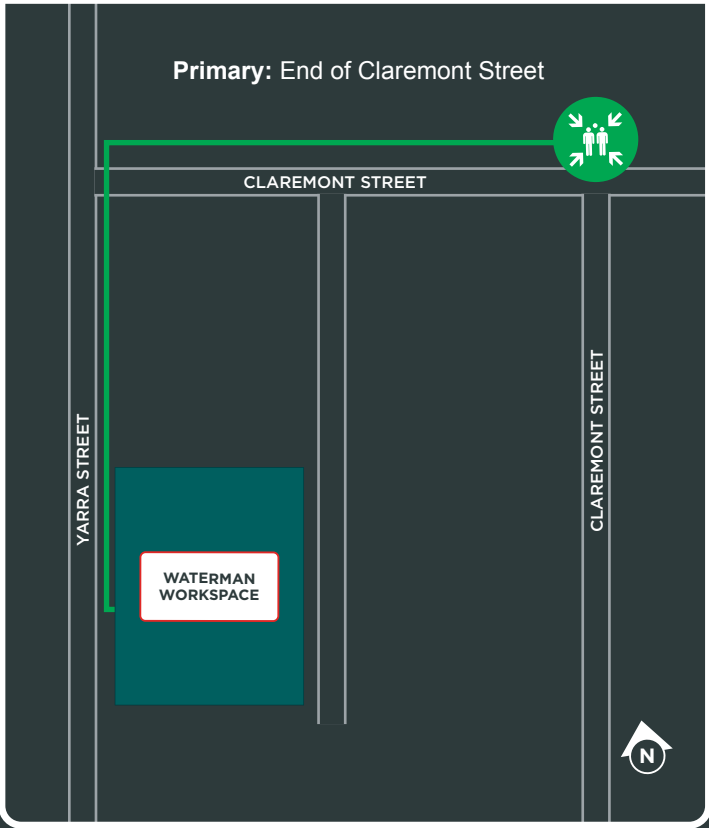 Primary: End of Claremont Street
CLAREMONT STREET
YARRA STREET
CLAREMONT STREET
WATERMAN
WORKSPACE
N